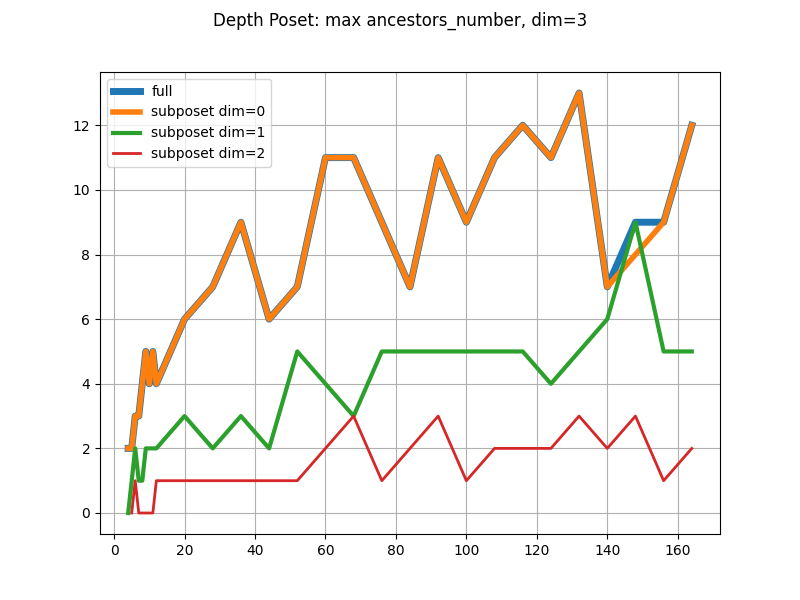 Depth Poset: max ancestors_number, dim=3
full
subposet dim=0
subposet dim=1
subposet dim=2
12
10
8
6
4
2
0
0 20 40 60 80 100 120 140 160